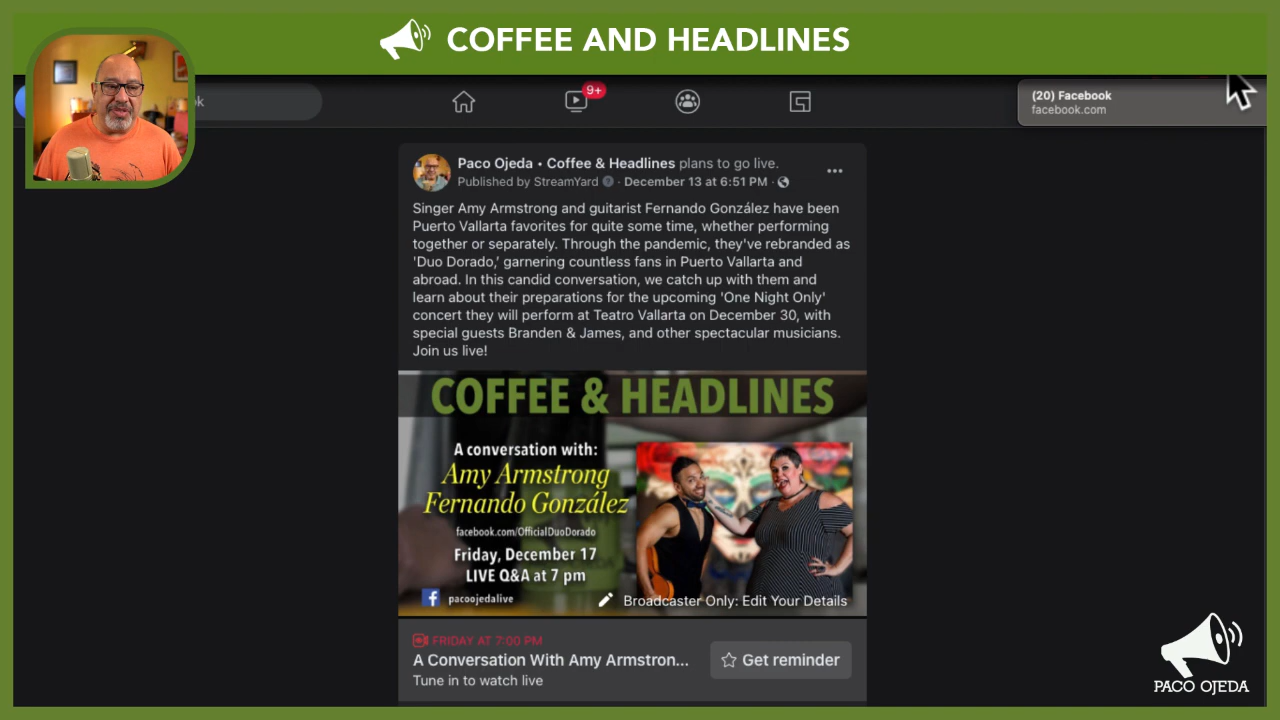 COFFEE AND HEADLINES
k
9+
(20) Facebook
facebook.com
Paco Ojeda • Coffee & Headlines plans to go live.
Published by StreamYard · December 13 at 6:51 PM ·
Singer Amy Armstrong and guitarist Fernando González have been
Puerto Vallarta favorites for quite some time, whether performing
together or separately. Through the pandemic, they've rebranded as
'Duo Dorado,' garnering countless fans in Puerto Vallarta and
abroad. In this candid conversation, we catch up with them and
learn about their preparations for the upcoming 'One Night Only'
concert they will perform at Teatro Vallarta on December 30, with
special guests Branden & James, and other spectacular musicians.
Join us live!
COFFEE & HEADLINES
A conversation with:
Amy Armstrong
Fernando González
facebook.com/OfficialDuoDorado
Friday, December 17
LIVE Q&A at 7 pm
f pacoojedalive
Broadcaster Only: Edit Your Details
FRIDAY AT 7:00 PM
A Conversation With Amy Armstron...
Get reminder
Tune in to watch live
PACO OJEDA